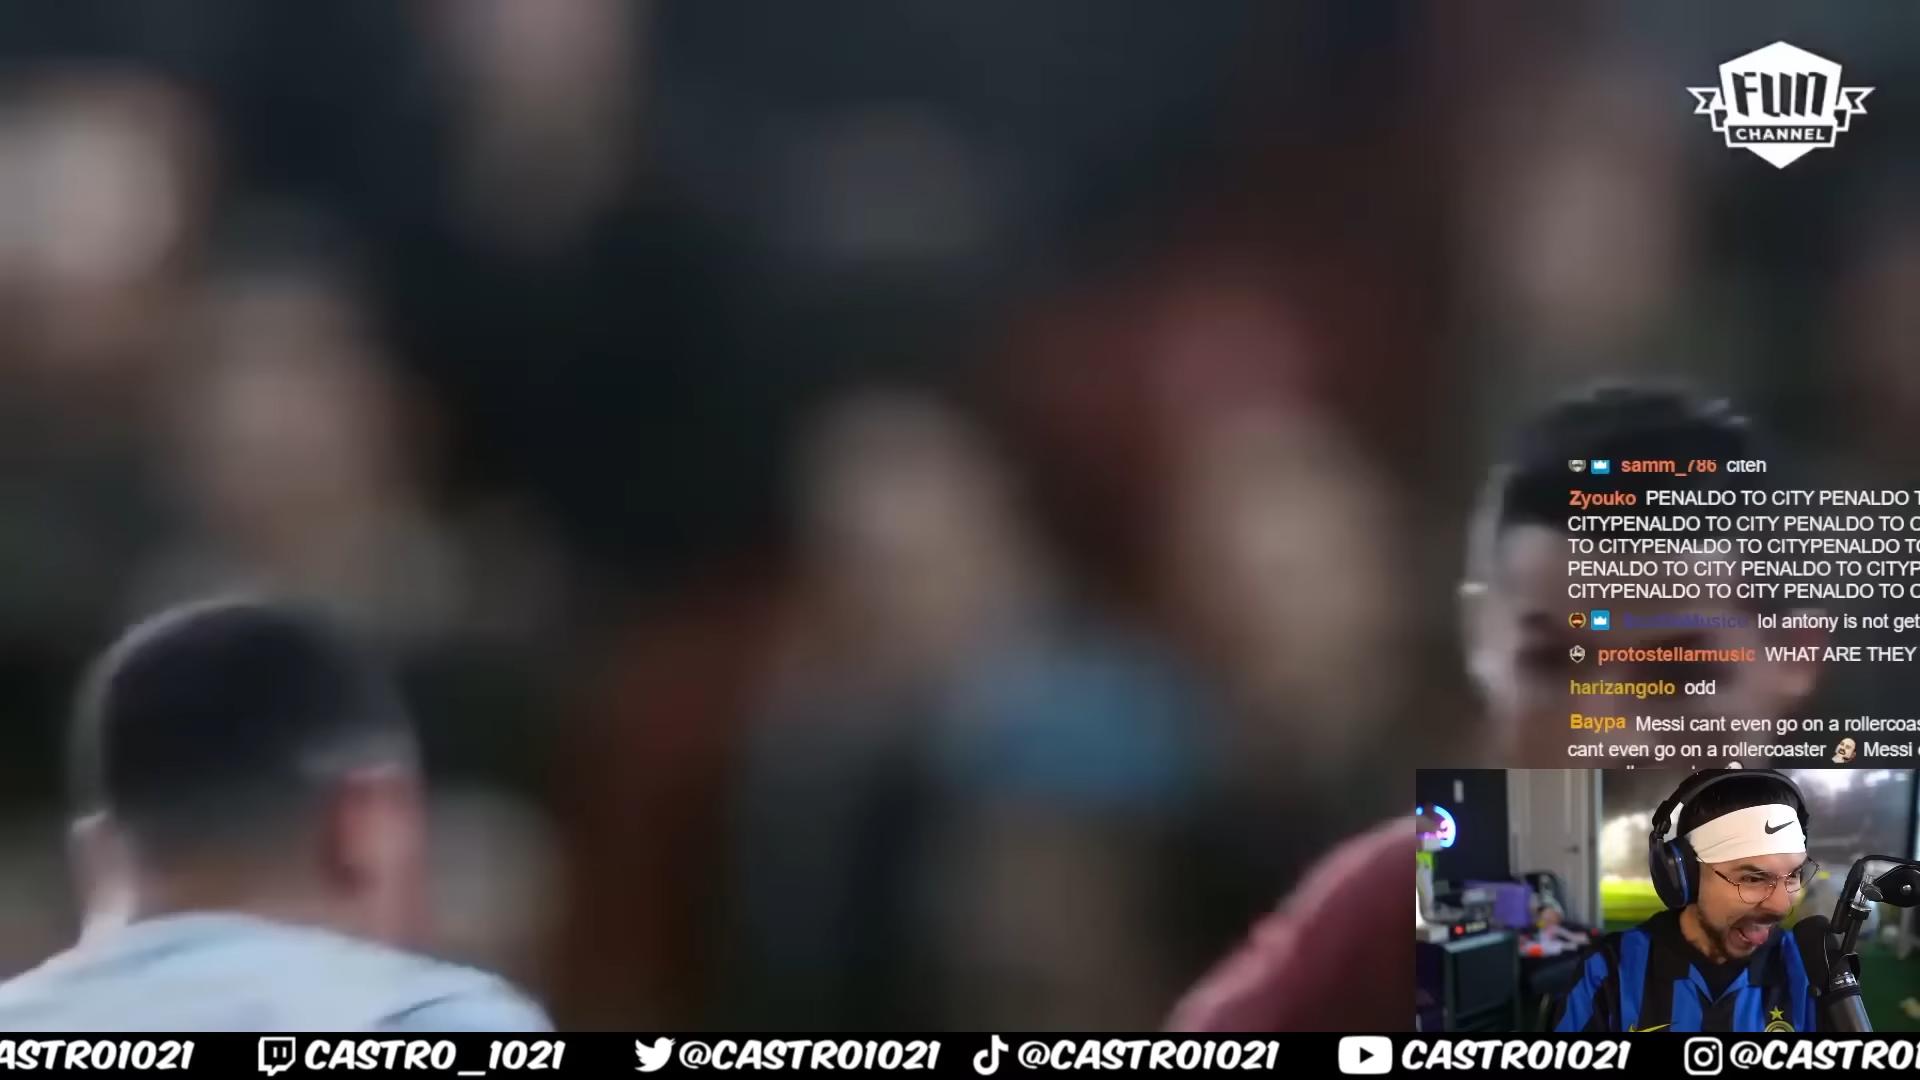 FUN
CHANNEL
samm_786 citeh
Zyouko PENALDO TO CITY PENALDO T
CITYPENALDO TO CITY PENALDO TO C
TO CITYPENALDO TO CITYPENALDO TO
PENALDO TO CITY PENALDO TO CITYP
CITYPENALDO TO CITY PENALDO TO C
lol antony is not get
protostellarmusic WHAT ARE THEY
harizangolo odd
Baypa Messi cant even go on a rollercoas
cant even go on a rollercoaster Messi
ASTRO1021 CASTRO_1021 @CASTRO1021 @CASTRO1021 CASTRO1021 @CASTRO1